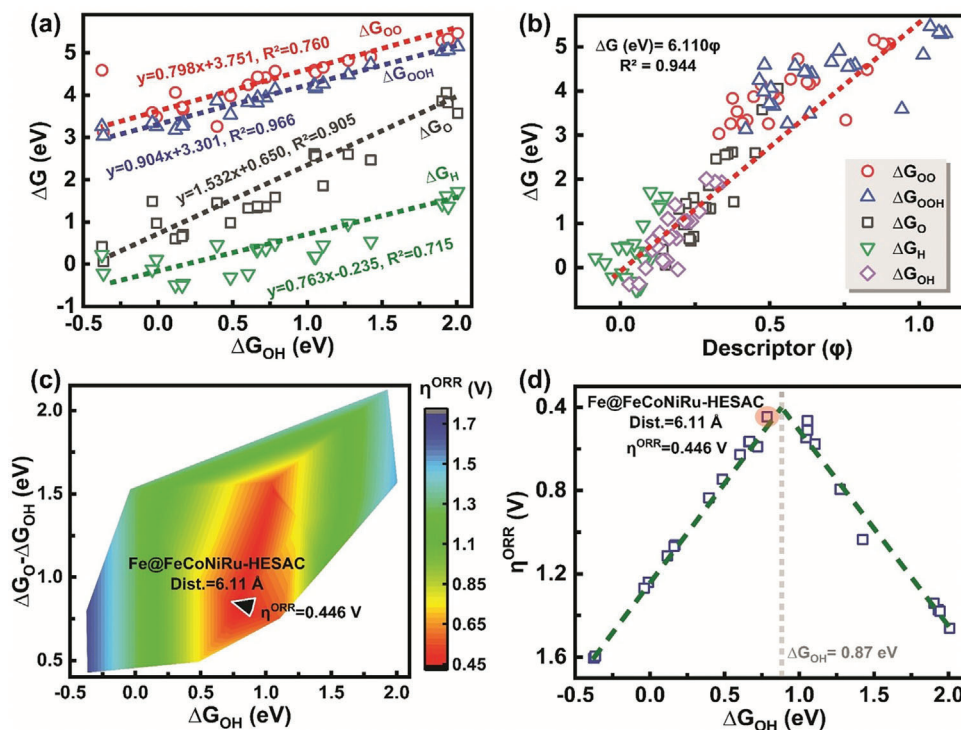 (a)
y=0.798x+3.751, R²=0.760
ΔG_OO
ΔG_OOH
y=0.904x+3.301, R²=0.966
ΔG_O
y=1.532x+0.650, R²=0.905
ΔG_H
y=0.763x-0.235, R²=0.715
ΔG (eV)
5
4
3
2
1
0
-1
-0.5 0.0 0.5 1.0 1.5 2.0
ΔG_OH (eV)
(b)
ΔG (eV)= 6.110φ
R² = 0.944
ΔG_OO
ΔG_OOH
ΔG_O
ΔG_H
ΔG_OH
ΔG (eV)
5
4
3
2
1
0
0.0 0.5 1.0
Descriptor (φ)
(c)
η^ORR (V)
Fe@FeCoNiRu-HESAC
Dist.=6.11 Å
η^ORR=0.446 V
ΔG_O-ΔG_OH (eV)
2.0
1.5
1.0
0.5
-0.5 0.0 0.5 1.0 1.5 2.0
ΔG_OH (eV)
1.7
1.5
1.3
1.1
0.90
0.85
0.65
0.45
(d)
Fe@FeCoNiRu-HESAC
Dist.=6.11 Å
η^ORR=0.446 V
ΔG_OH= 0.87 eV
η^ORR (V)
0.4
0.8
1.2
1.6
-0.5 0.0 0.5 1.0 1.5 2.0
ΔG_OH (eV)